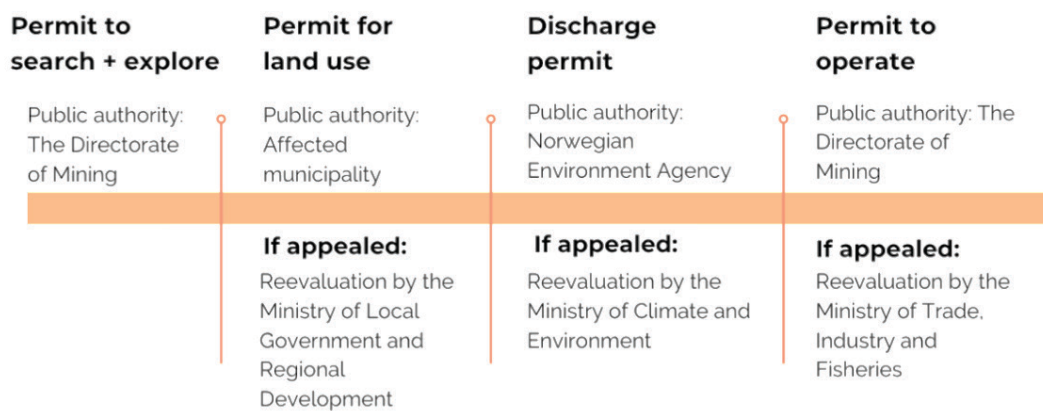 Permit to
search + explore
Public authority:
The Directorate
of Mining
Permit for
land use
Public authority:
Affected
municipality
If appealed:
Reevaluation by the
Ministry of Local
Government and
Regional
Development
Discharge
permit
Public authority:
Norwegian
Environment Agency
If appealed:
Reevaluation by the
Ministry of Climate and
Environment
Permit to
operate
Public authority: The
Directorate of
Mining
If appealed:
Reevaluation by the
Ministry of Trade,
Industry and
Fisheries